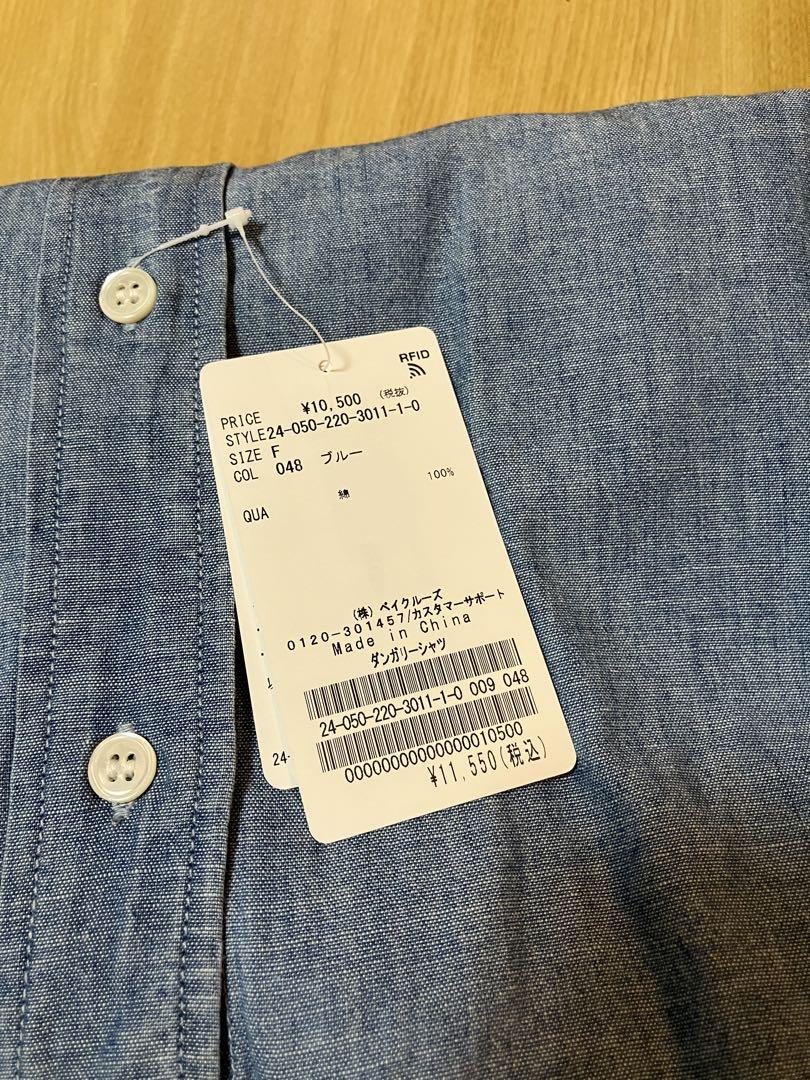 RFID
PRICE ¥10,500 (税抜)
STYLE24-050-220-3011-1-0
SIZE F
COL 048 ブルー
QUA 綿 100%
(株) ベイクルーズ
0120-301457/カスタマーサポート
Made in China
ダンガリーシャツ
24-050-220-3011-1-0 009 048
0000000000000010500
¥11,550(税込)
24-